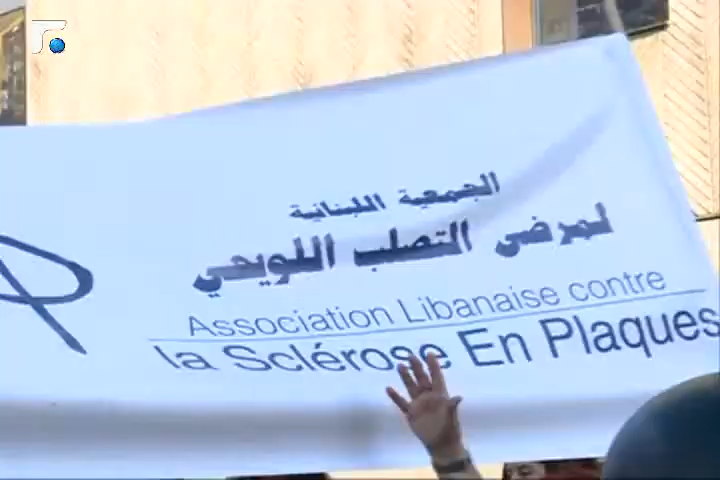 الجمعية اللبنانية
لمرضى التصلب اللويحي
Association Libanaise contre
la Sclérose En Plaques